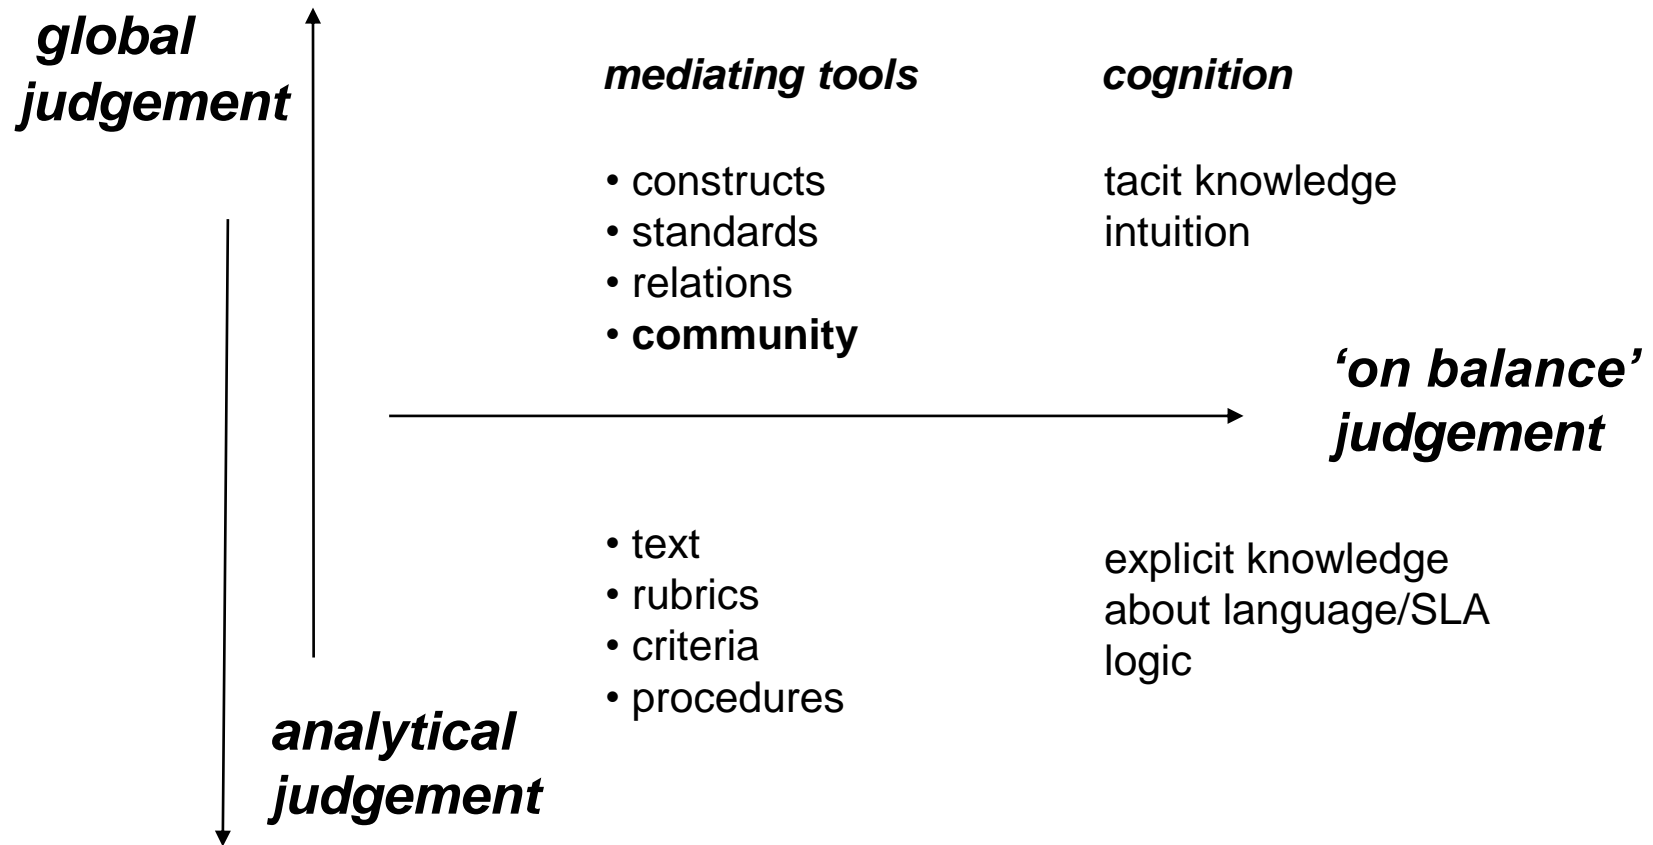 global
judgement
mediating tools
cognition
• constructs
• standards
• relations
• community
tacit knowledge
intuition
‘on balance’
judgement
• text
• rubrics
• criteria
• procedures
explicit knowledge
about language/SLA
logic
analytical
judgement